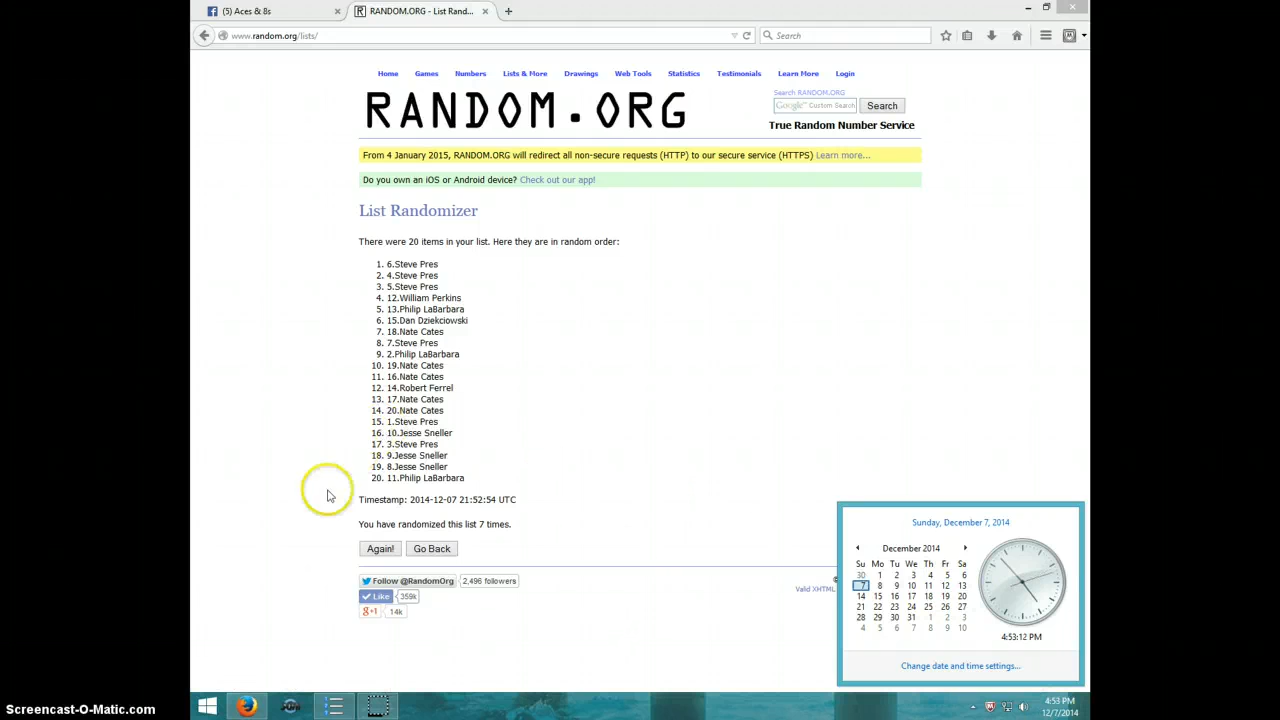 (5) Aces & 8s
RANDOM.ORG - List Rand...
www.random.org/lists/
Search
Home Games Numbers Lists & More Drawings Web Tools Statistics Testimonials Learn More Login
RANDOM.ORG
Search RANDOM.ORG
Google™ Custom Search Search
True Random Number Service
From 4 January 2015, RANDOM.ORG will redirect all non-secure requests (HTTP) to our secure service (HTTPS) Learn more...
Do you own an iOS or Android device? Check out our app!
List Randomizer
There were 20 items in your list. Here they are in random order:
1. 6.Steve Pres
2. 4.Steve Pres
3. 5.Steve Pres
4. 12.William Perkins
5. 13.Philip LaBarbara
6. 15.Dan Dziekciowski
7. 18.Nate Cates
8. 7.Steve Pres
9. 2.Philip LaBarbara
10. 19.Nate Cates
11. 16.Nate Cates
12. 14.Robert Ferrel
13. 17.Nate Cates
14. 20.Nate Cates
15. 1.Steve Pres
16. 10.Jesse Sneller
17. 3.Steve Pres
18. 9.Jesse Sneller
19. 8.Jesse Sneller
20. 11.Philip LaBarbara
Timestamp: 2014-12-07 21:52:54 UTC
You have randomized this list 7 times.
Again! Go Back
Follow @RandomOrg 2,496 followers
Like 359k
g+1 14k
Valid XHTML
Sunday, December 7, 2014
December 2014
Su Mo Tu We Th Fr Sa
30 1 2 3 4 5 6
7 8 9 10 11 12 13
14 15 16 17 18 19 20
21 22 23 24 25 26 27
28 29 30 31 1 2 3
4 5 6 7 8 9 10
4:53:12 PM
Change date and time settings...
4:53 PM
12/7/2014
Screencast-O-Matic.com